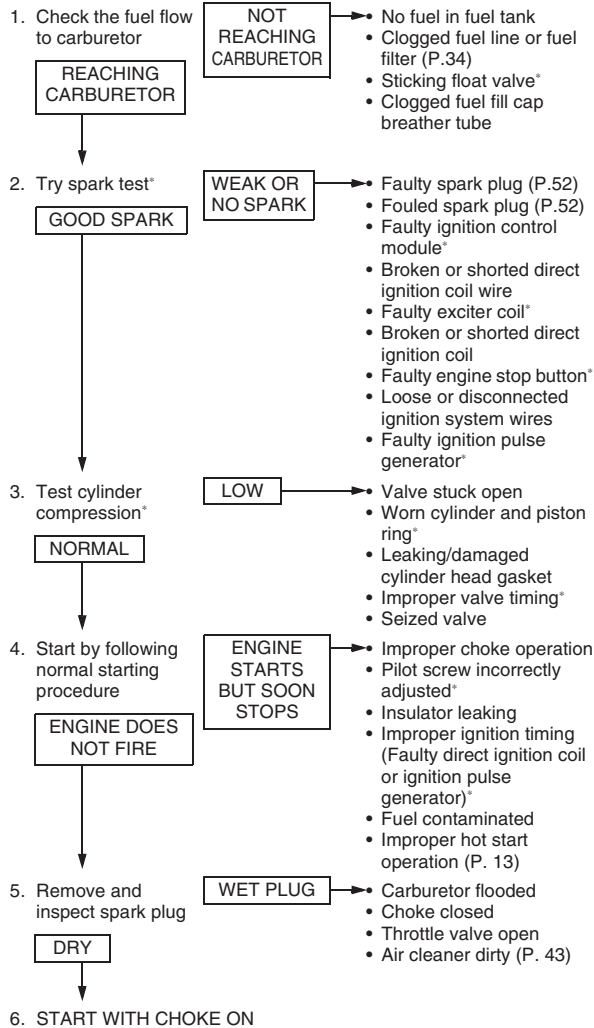 1. Check the fuel flow
to carburetor
REACHING
CARBURETOR
NOT
REACHING
CARBURETOR
• No fuel in fuel tank
• Clogged fuel line or fuel
filter (P.34)
• Sticking float valve*
• Clogged fuel fill cap
breather tube
2. Try spark test*
GOOD SPARK
WEAK OR
NO SPARK
• Faulty spark plug (P.52)
• Fouled spark plug (P.52)
• Faulty ignition control
module*
• Broken or shorted direct
ignition coil wire
• Faulty exciter coil*
• Broken or shorted direct
ignition coil
• Faulty engine stop button*
• Loose or disconnected
ignition system wires
• Faulty ignition pulse
generator*
3. Test cylinder
compression*
NORMAL
LOW
• Valve stuck open
• Worn cylinder and piston
ring*
• Leaking/damaged
cylinder head gasket
• Improper valve timing*
• Seized valve
4. Start by following
normal starting
procedure
ENGINE DOES
NOT FIRE
ENGINE
STARTS
BUT SOON
STOPS
• Improper choke operation
• Pilot screw incorrectly
adjusted*
• Insulator leaking
• Improper ignition timing
(Faulty direct ignition coil
or ignition pulse
generator)*
• Fuel contaminated
• Improper hot start
operation (P. 13)
5. Remove and
inspect spark plug
DRY
WET PLUG
• Carburetor flooded
• Choke closed
• Throttle valve open
• Air cleaner dirty (P. 43)
6. START WITH CHOKE ON